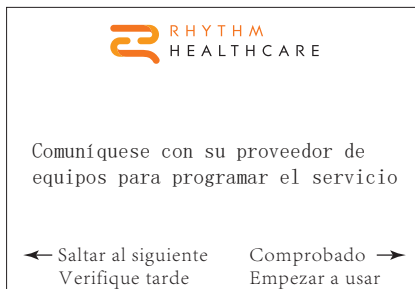 RHYTHM
HEALTHCARE
Comuníquese con su proveedor de
equipos para programar el servicio
← Saltar al siguiente Comprobado →
Verifique tarde Empezar a usar